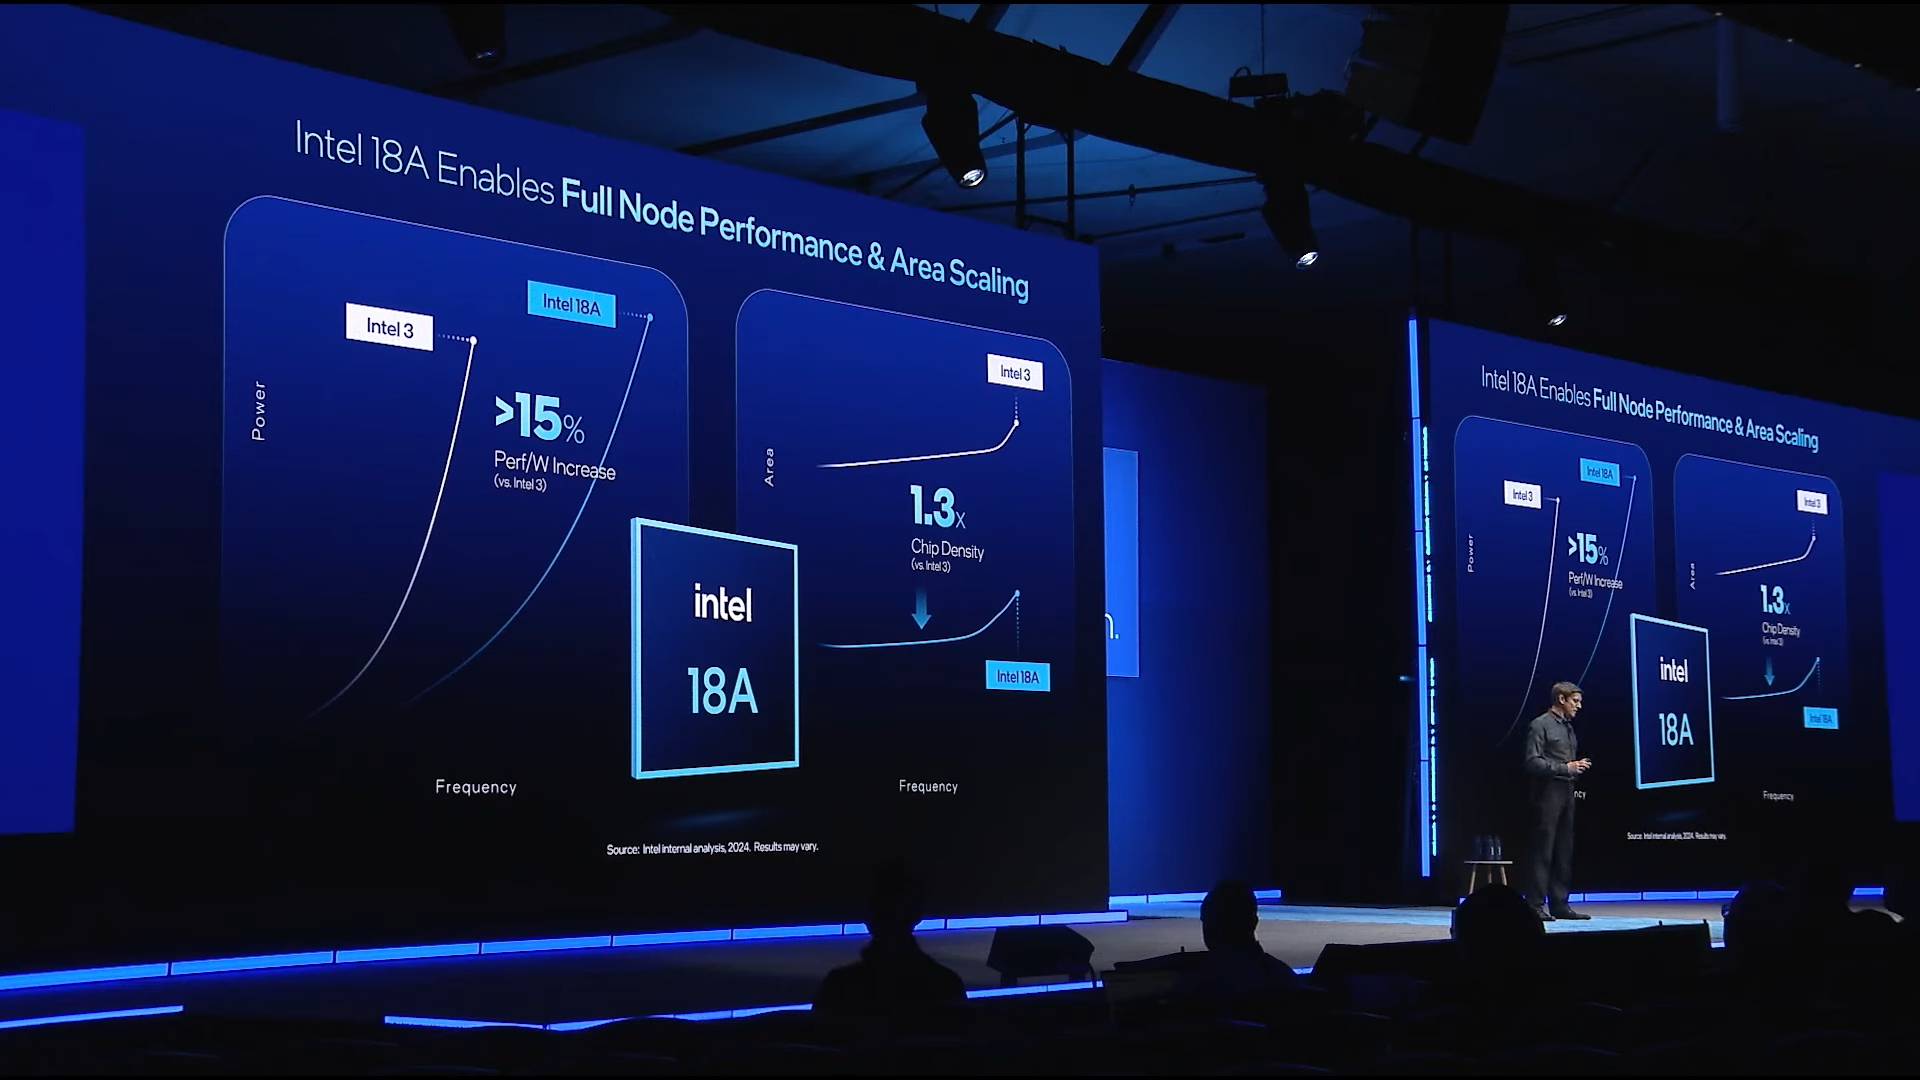 Intel 18A Enables Full Node Performance & Area Scaling
Intel 3
Intel 18A
Power
>15%
Perf/W Increase
(vs. Intel 3)
Frequency
Intel 3
Area
1.3x
Chip Density
(vs. Intel 3)
Intel 18A
Frequency
intel
18A
Source: Intel internal analysis, 2024. Results may vary.
n.
Intel 18A Enables Full Node Performance & Area Scaling
Intel 3
Intel 18A
Power
>15%
Perf/W Increase
(vs. Intel 3)
ncy
Intel 3
Area
1.3x
Chip Density
(vs. Intel 3)
Intel 18A
Frequency
intel
18A
Source: Intel internal analysis, 2024. Results may vary.